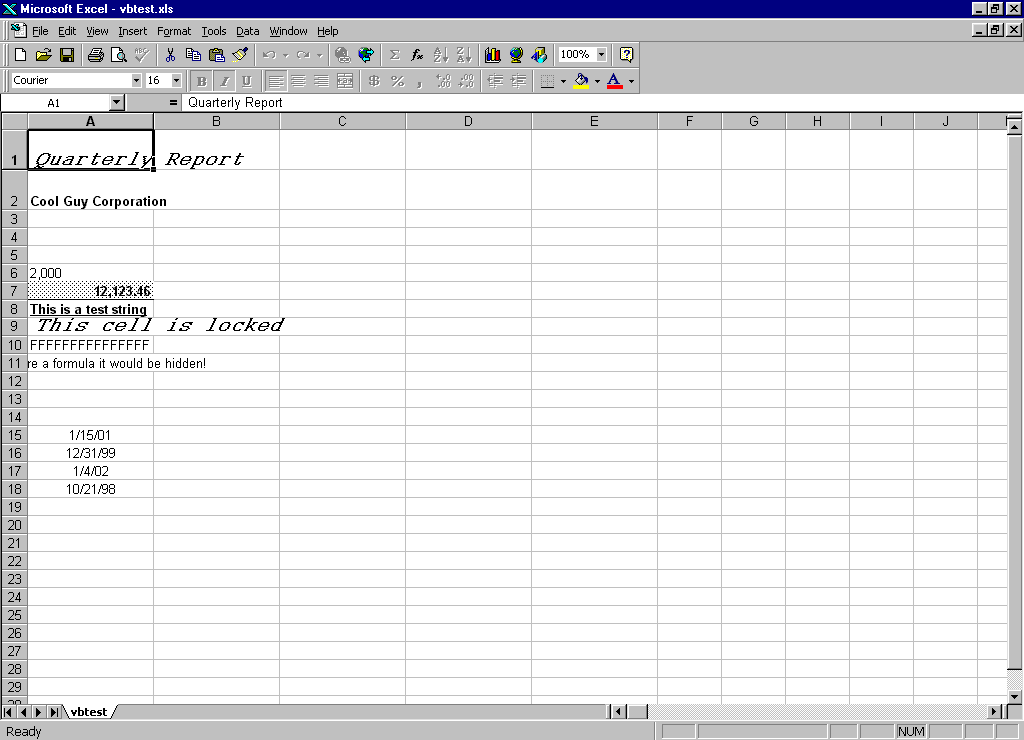 Microsoft Excel - vbtest.xls
File Edit View Insert Format Tools Data Window Help
100%
Courier 16 B I U $ % ,
A1 = Quarterly Report
A B C D E F G H I J
1 Quarterly Report
2 Cool Guy Corporation
3
4
5
6 2,000
7 12,123.46
8 This is a test string
9 This cell is locked
10 FFFFFFFFFFFFFFF
11 re a formula it would be hidden!
12
13
14
15 1/15/01
16 12/31/99
17 1/4/02
18 10/21/98
19
20
21
22
23
24
25
26
27
28
29
vbtest
Ready NUM